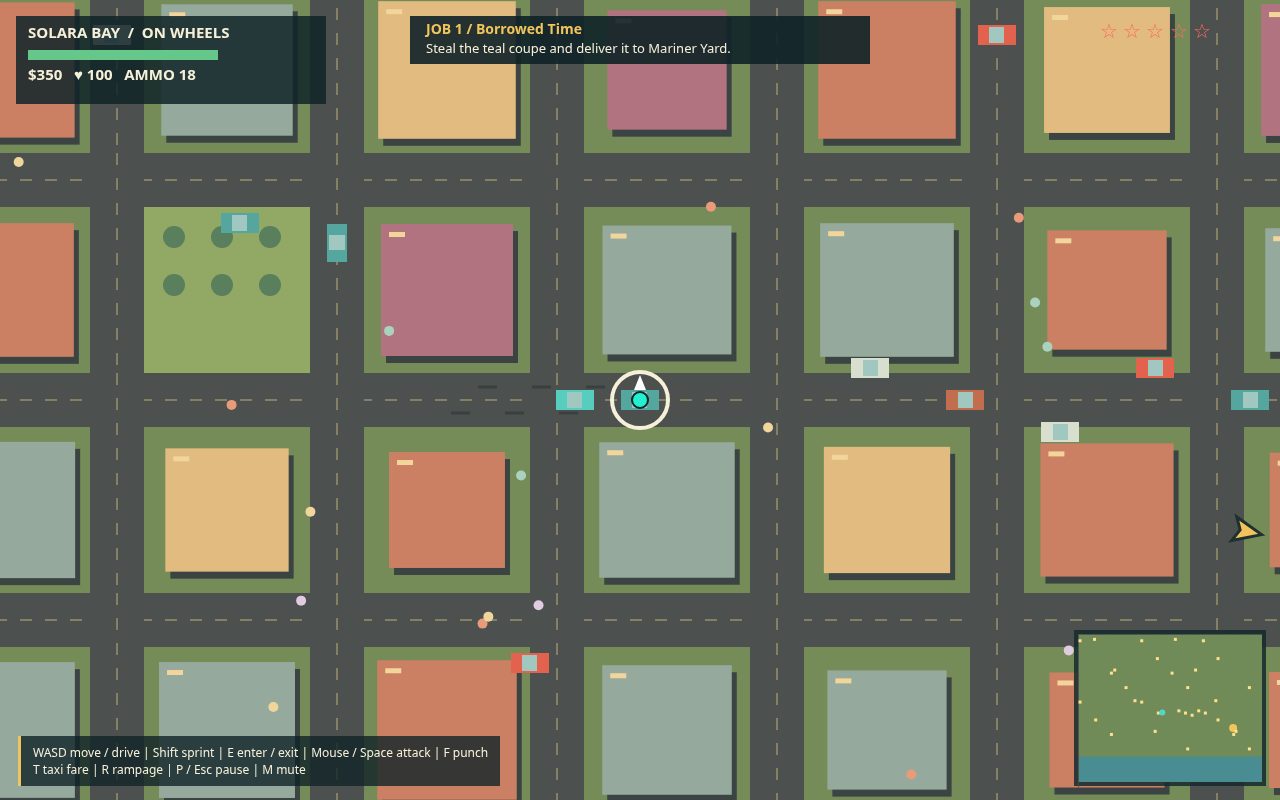 SOLARA BAY / ON WHEELS
$350 ♥ 100 AMMO 18
JOB 1 / Borrowed Time
Steal the teal coupe and deliver it to Mariner Yard.
☆ ☆ ☆ ☆ ☆
WASD move / drive | Shift sprint | E enter / exit | Mouse / Space attack | F punch
T taxi fare | R rampage | P / Esc pause | M mute